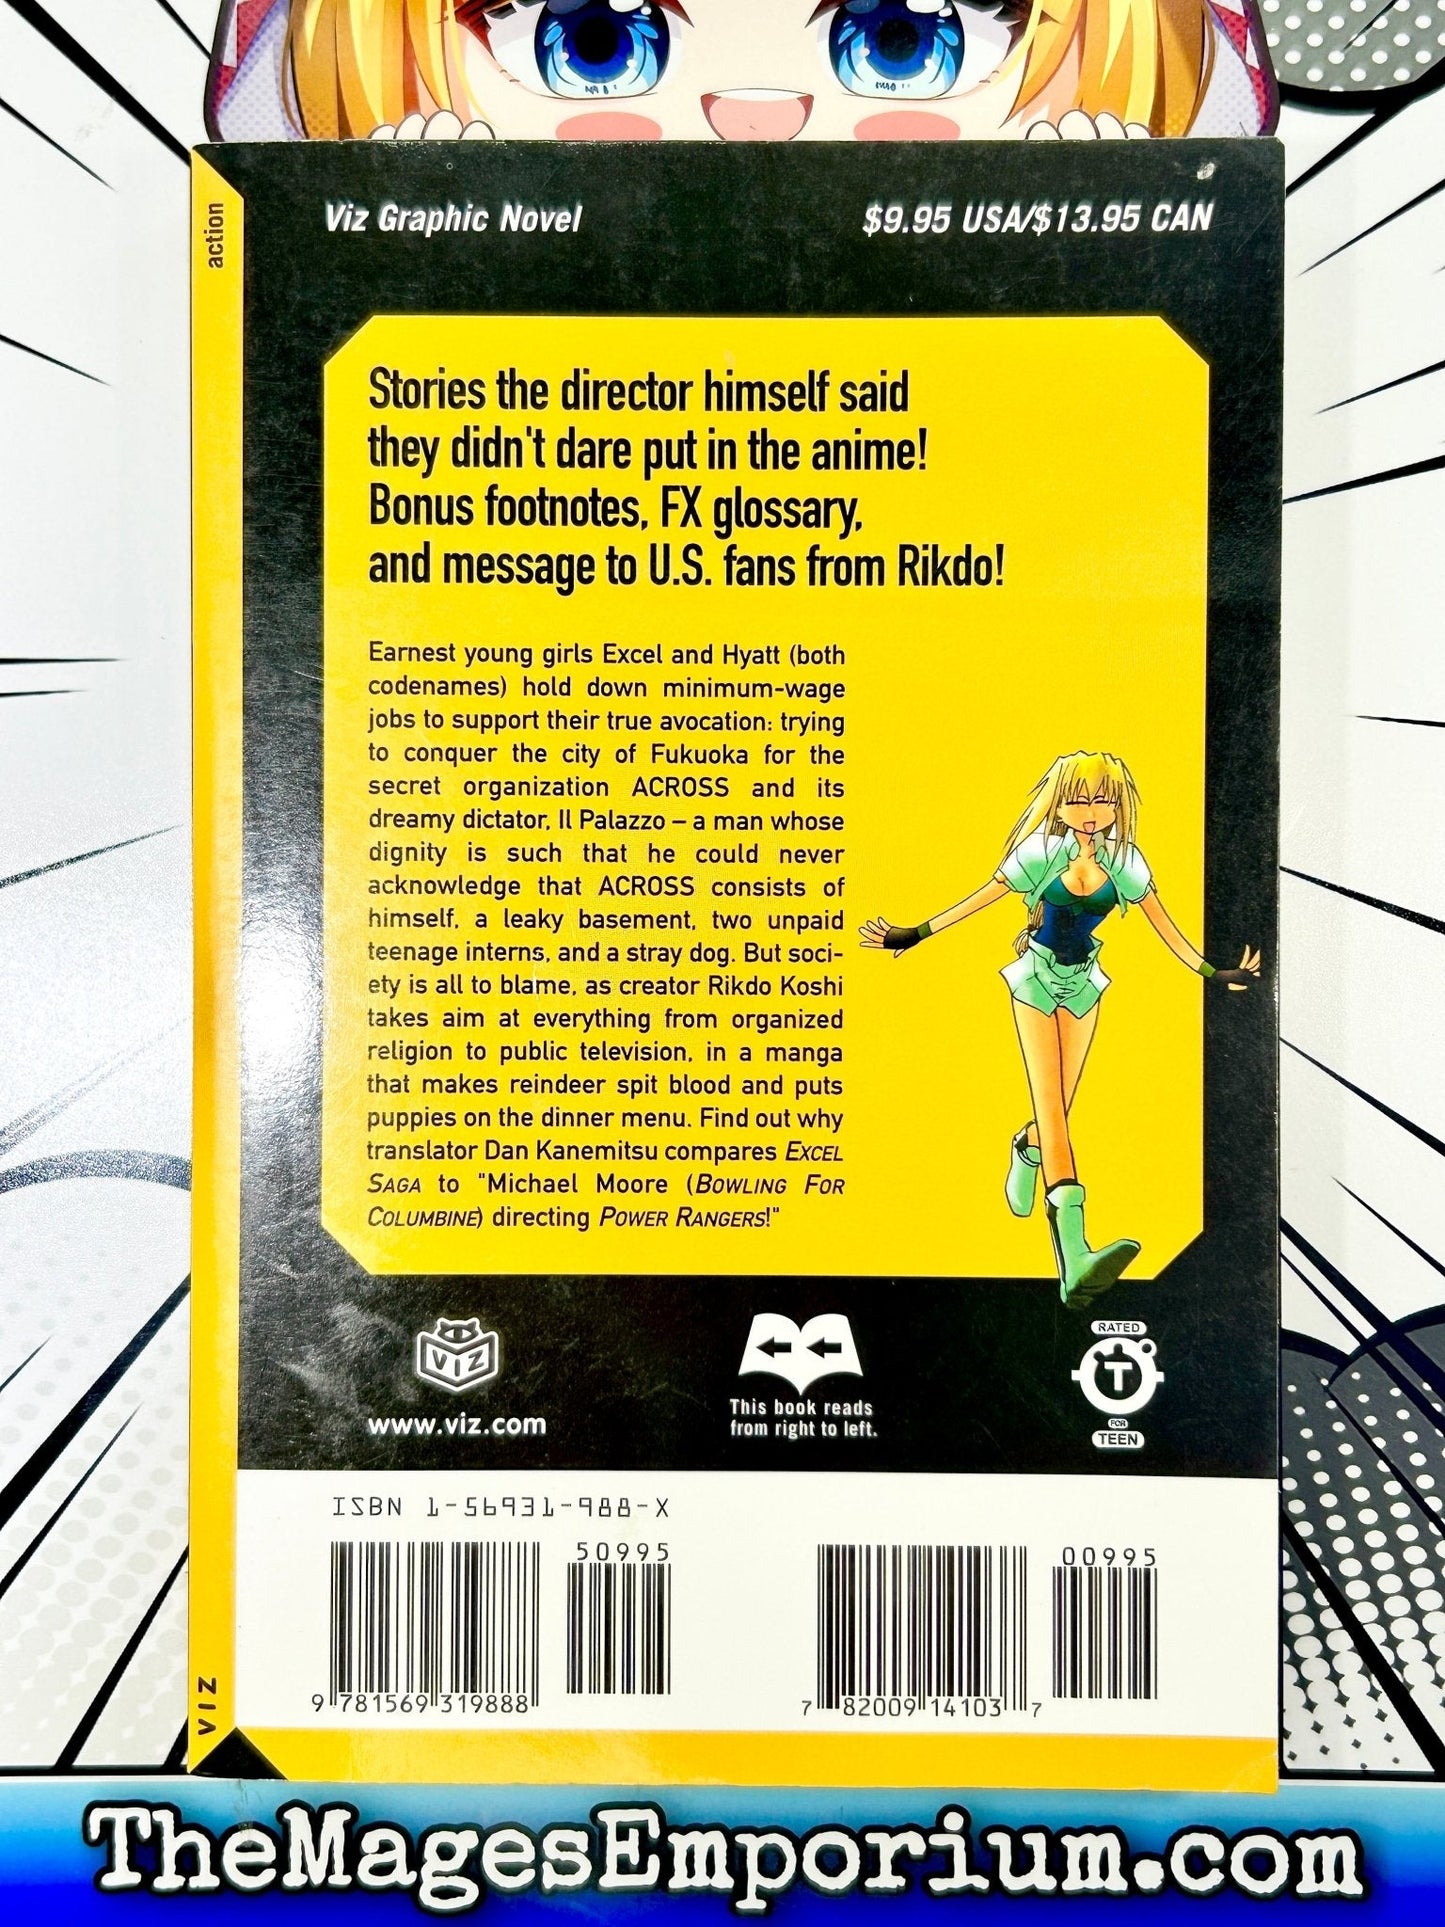 action
Viz Graphic Novel
$9.95 USA/$13.95 CAN
Stories the director himself said
they didn't dare put in the anime!
Bonus footnotes, FX glossary,
and message to U.S. fans from Rikdo!
Earnest young girls Excel and Hyatt (both
codenames) hold down minimum-wage
jobs to support their true avocation: trying
to conquer the city of Fukuoka for the
secret organization ACROSS and its
dreamy dictator, Il Palazzo – a man whose
dignity is such that he could never
acknowledge that ACROSS consists of
himself, a leaky basement, two unpaid
teenage interns, and a stray dog. But soci-
ety is all to blame, as creator Rikdo Koshi
takes aim at everything from organized
religion to public television, in a manga
that makes reindeer spit blood and puts
puppies on the dinner menu. Find out why
translator Dan Kanemitsu compares EXCEL
SAGA to "Michael Moore (BOWLING FOR
COLUMBINE) directing POWER RANGERS!"
VIZ
www.viz.com
This book reads
from right to left.
RATED
T
FOR
TEEN
ISBN 1-56931-988-X
50995
9 781569 319888
00995
7 82009 14103 7
VIZ
TheMagesEmporium.com